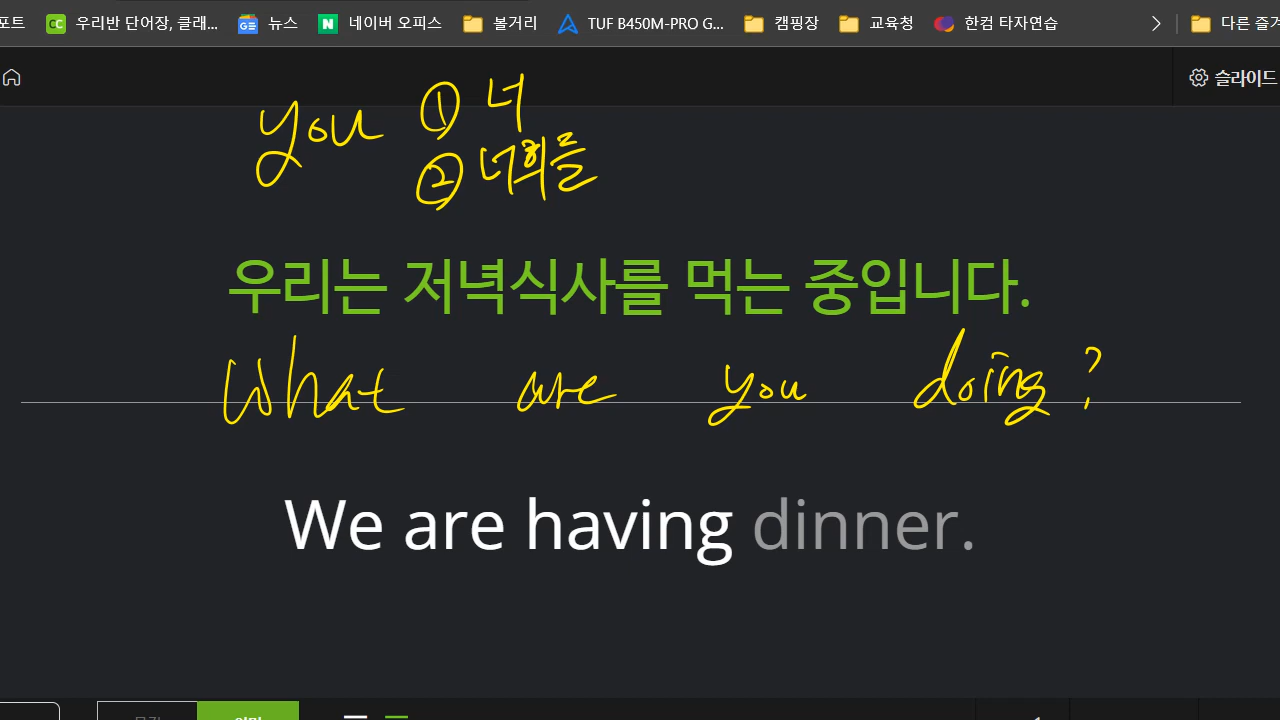 포트 우리반 단어장, 클래... 뉴스 네이버 오피스 볼거리 TUF B450M-PRO G... 캠핑장 교육청 한컴 타자연습 다른 즐겨
슬라이드
you ① 너
② 너희들
우리는 저녁식사를 먹는 중입니다.
What are you doing?
We are having dinner.